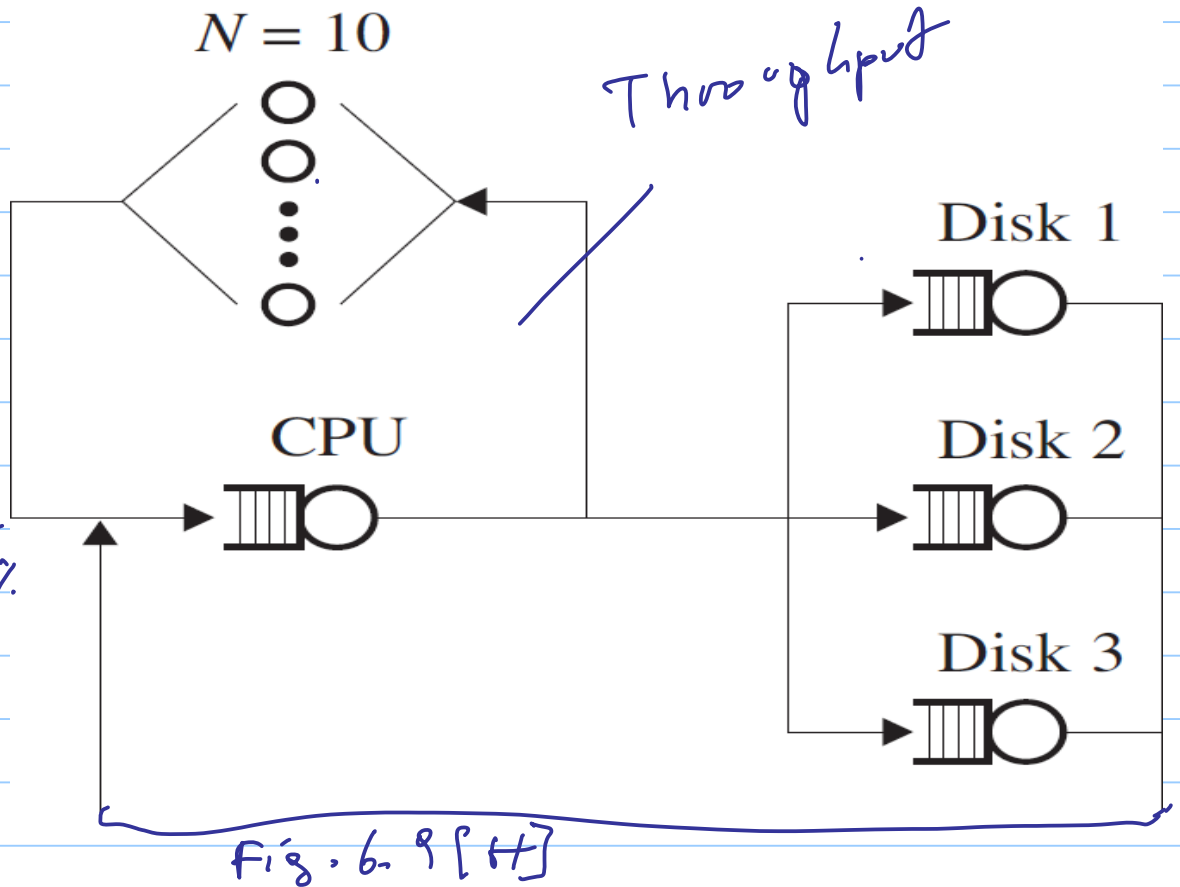 N = 10
Throughput
Disk 1
CPU
Disk 2
%.
Disk 3
Fig. 6.9 [H]